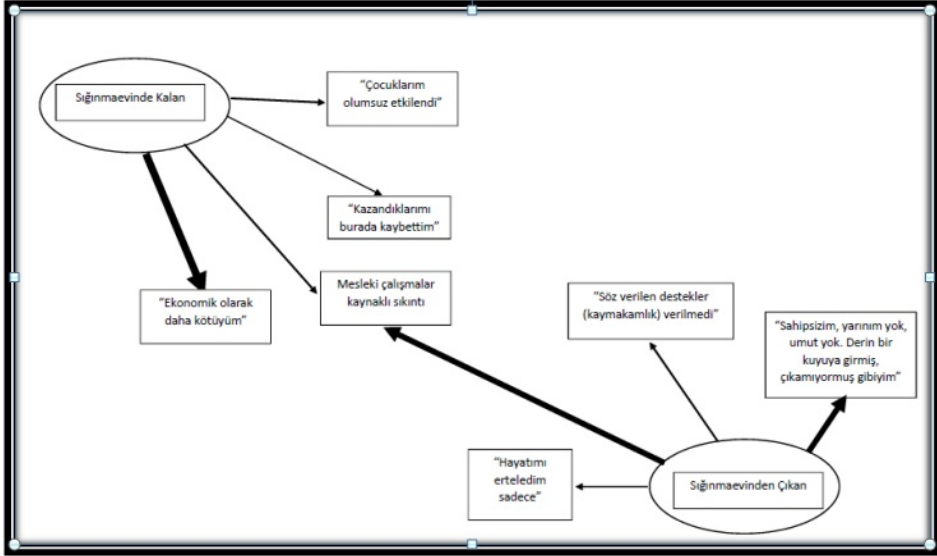 Sığınmaevinde Kalan
“Çocuklarım
olumsuz etkilendi”
“Kazandıklarımı
burada kaybettim”
“Ekonomik olarak
daha kötüyüm”
Mesleki çalışmalar
kaynaklı sıkıntı
“Söz verilen destekler
(kaymakamlık) verilmedi”
“Sahipsizim, yarınım yok,
umut yok. Derin bir
kuyuya girmiş,
çıkamıyormuş gibiyim”
“Hayatımı
erteledim
sadece”
Sığınmaevinden Çıkan